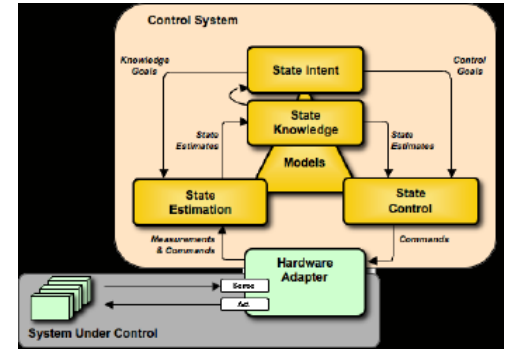 Control System
Knowledge
Goals
State Intent
Control
Goals
State
Knowledge
State
Estimates
State
Estimates
Models
State
Estimation
State
Control
Measurements
& Commands
Commands
Hardware
Adapter
Sense
Act
System Under Control